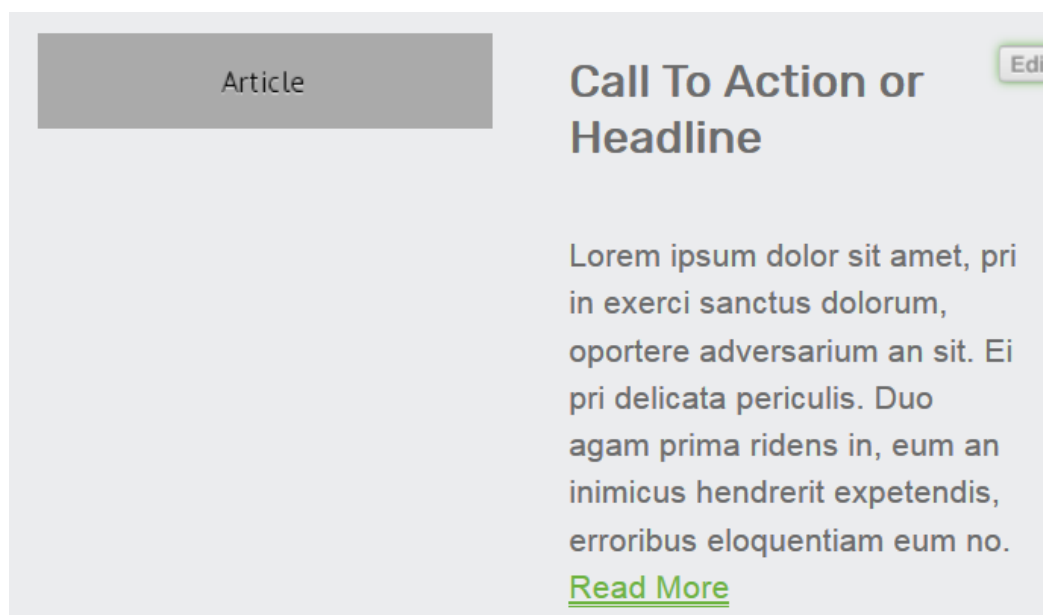 Article
Call To Action or
Headline
Edi
Lorem ipsum dolor sit amet, pri
in exerci sanctus dolorum,
oportere adversarium an sit. Ei
pri delicata periculis. Duo
agam prima ridens in, eum an
inimicus hendrerit expetendis,
erroribus eloquentiam eum no.
Read More